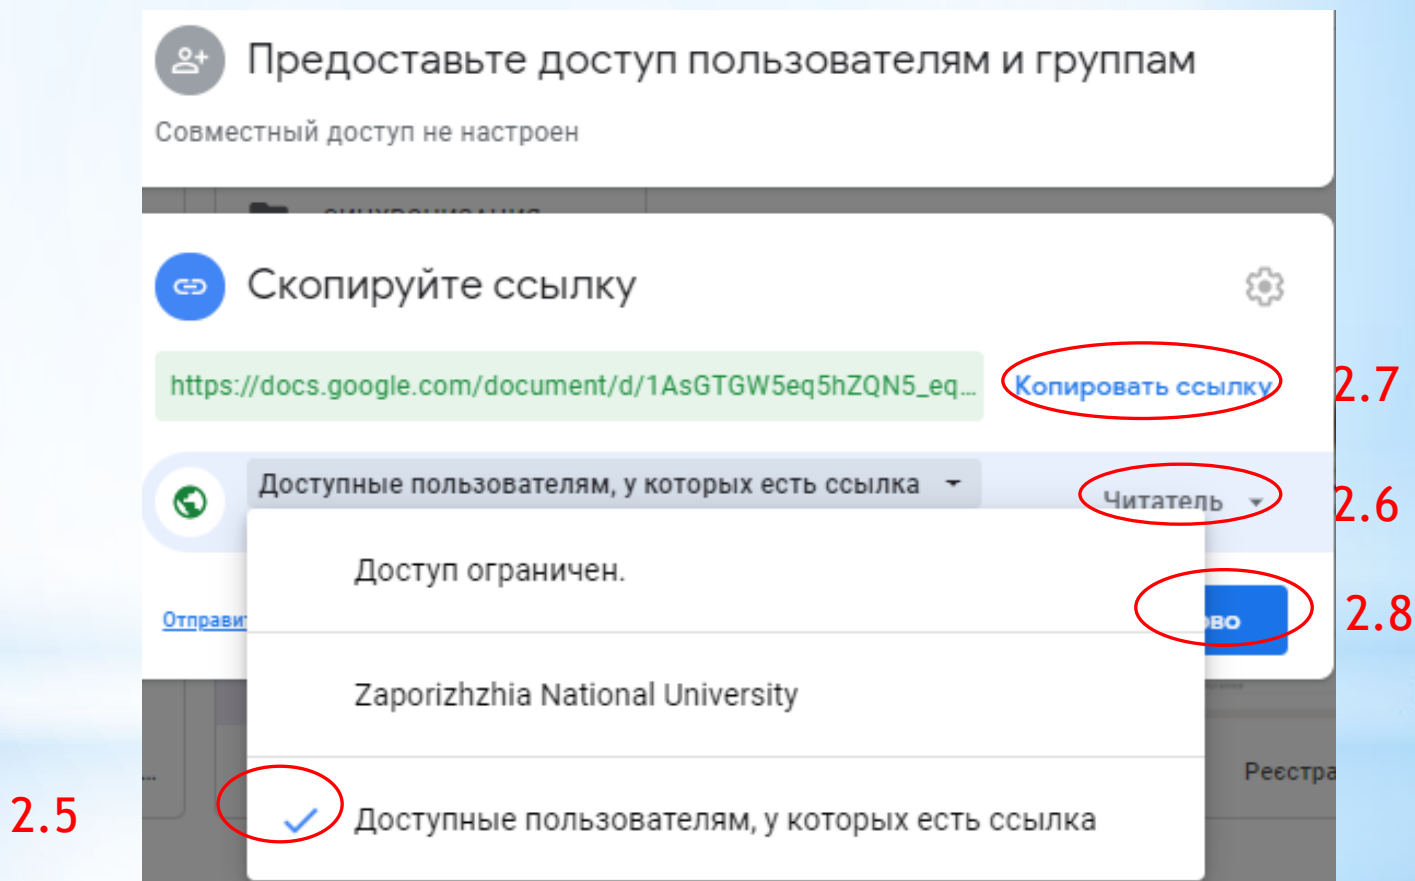 Предоставьте доступ пользователям и группам
Совместный доступ не настроен
Скопируйте ссылку
https://docs.google.com/document/d/1AsGTGW5eq5hZQN5_eq...
Копировать ссылку
2.7
Доступные пользователям, у которых есть ссылка
Читатель
2.6
Доступ ограничен.
Отправит
ово
2.8
Zaporizhzhia National University
Реєстра
2.5
Доступные пользователям, у которых есть ссылка